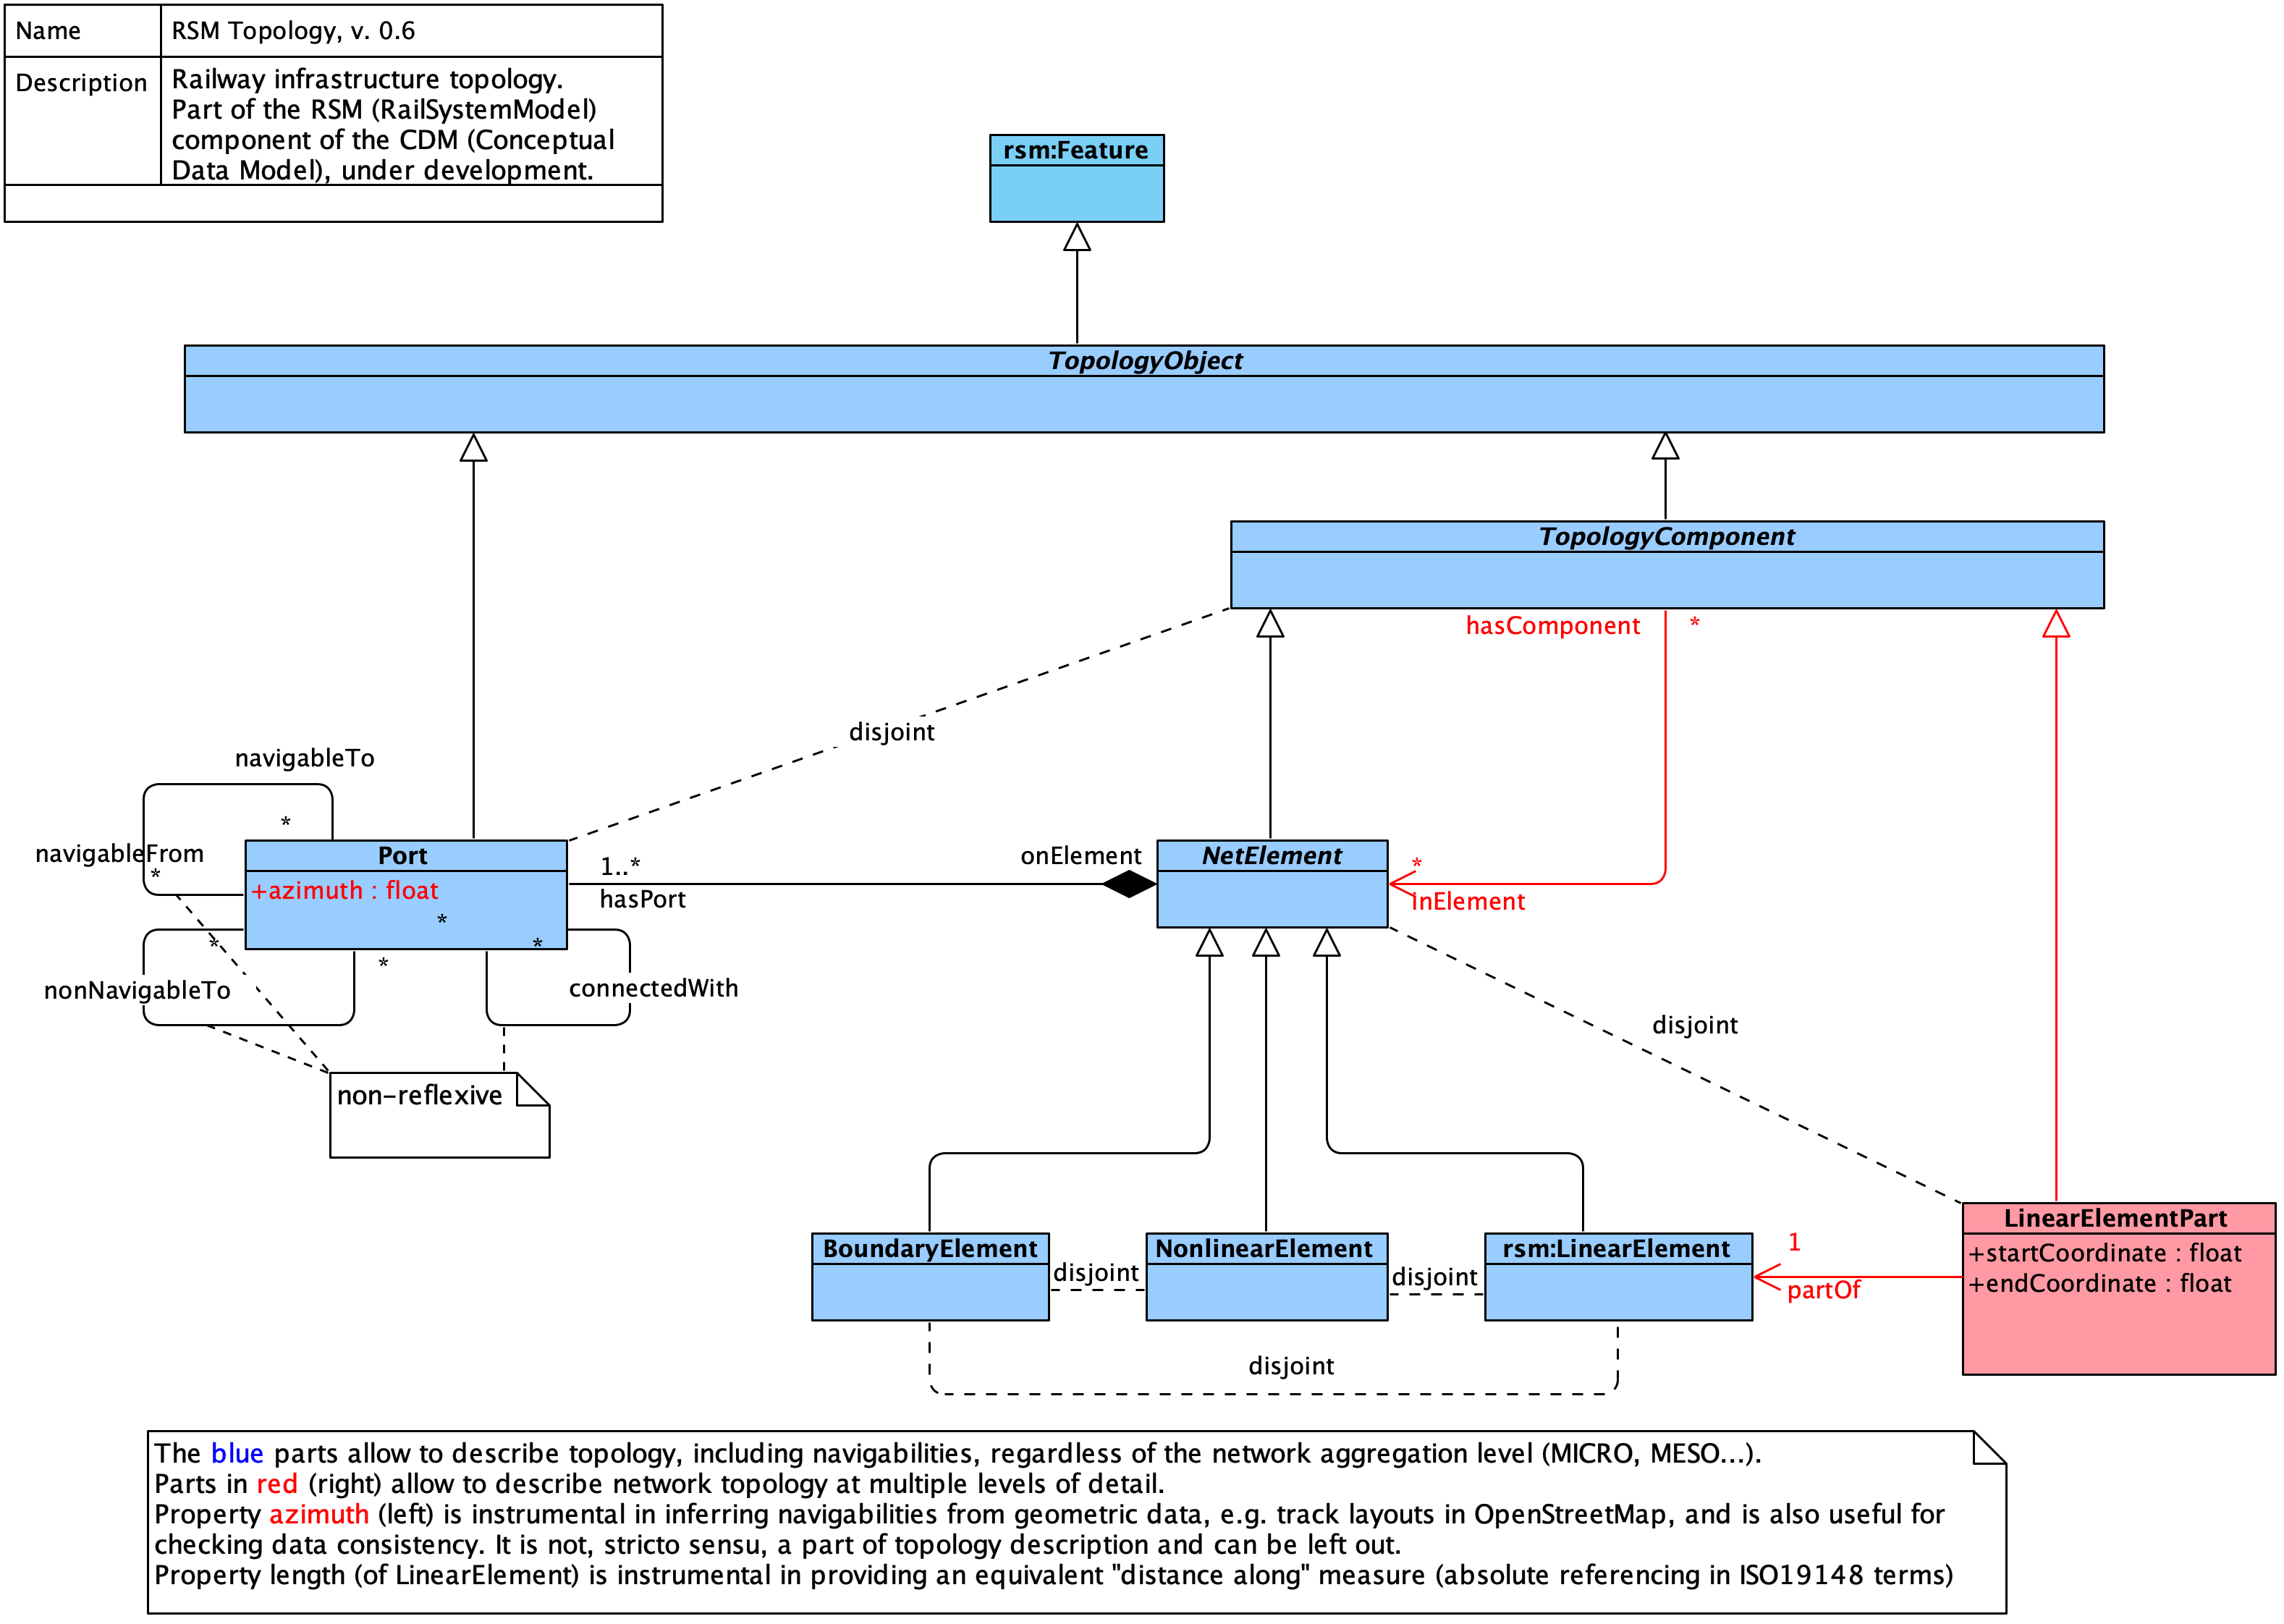 Name
RSM Topology, v. 0.6
Description
Railway infrastructure topology.
Part of the RSM (RailSystemModel)
component of the CDM (Conceptual
Data Model), under development.
rsm:Feature
TopologyObject
TopologyComponent
hasComponent
*
disjoint
navigableTo
*
navigableFrom
*
Port
+azimuth : float
*
*
*
*
1..*
hasPort
onElement
NetElement
*
inElement
nonNavigableTo
connectedWith
disjoint
non-reflexive
BoundaryElement
disjoint
NonlinearElement
disjoint
rsm:LinearElement
1
partOf
LinearElementPart
+startCoordinate : float
+endCoordinate : float
disjoint
The blue parts allow to describe topology, including navigabilities, regardless of the network aggregation level (MICRO, MESO...).
Parts in red (right) allow to describe network topology at multiple levels of detail.
Property azimuth (left) is instrumental in inferring navigabilities from geometric data, e.g. track layouts in OpenStreetMap, and is also useful for
checking data consistency. It is not, stricto sensu, a part of topology description and can be left out.
Property length (of LinearElement) is instrumental in providing an equivalent "distance along" measure (absolute referencing in ISO19148 terms)